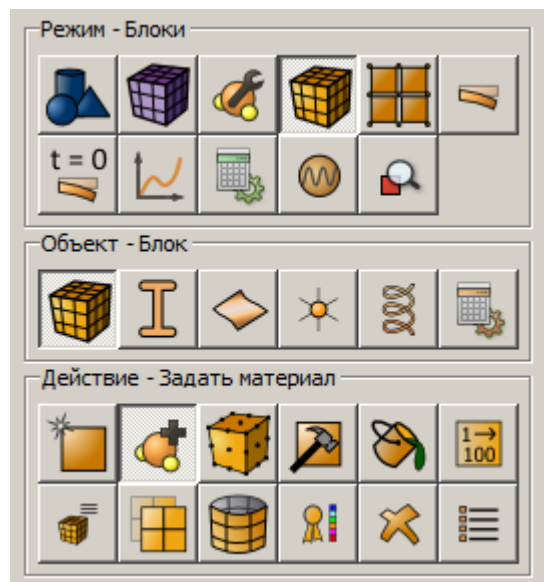 Режим - Блоки
t = 0
Объект - Блок
Действие - Задать материал
1→
100